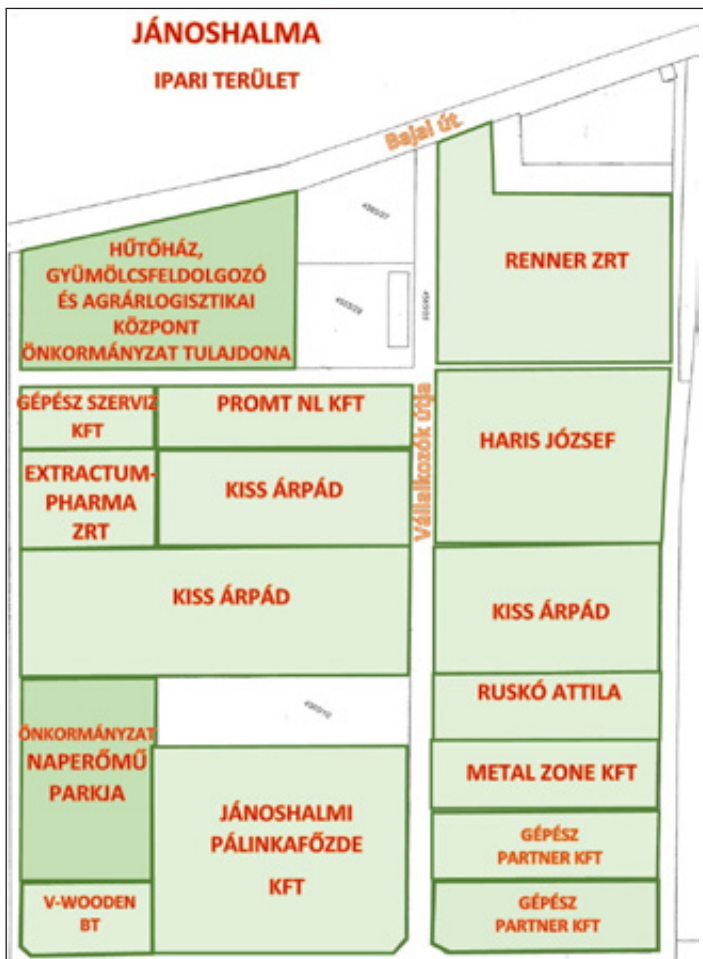 JÁNOSHALMA
IPARI TERÜLET
Bajai út.
HŰTŐHÁZ,
GYÜMÖLCSFELDOLGOZÓ
ÉS AGRÁRLOGISZTIKAI
KÖZPONT
ÖNKORMÁNYZAT TULAJDONA
RENNER ZRT
GÉPÉSZ SZERVIZ
KFT
PROMT NL KFT
Vállalkozók útja
HARIS JÓZSEF
EXTRACTUM-
PHARMA
ZRT
KISS ÁRPÁD
KISS ÁRPÁD
KISS ÁRPÁD
RUSKÓ ATTILA
ÖNKORMÁNYZAT
NAPERŐMŰ
PARKJA
METAL ZONE KFT
JÁNOSHALMI
PÁLINKAFŐZDE
KFT
GÉPÉSZ
PARTNER KFT
V-WOODEN
BT
GÉPÉSZ
PARTNER KFT